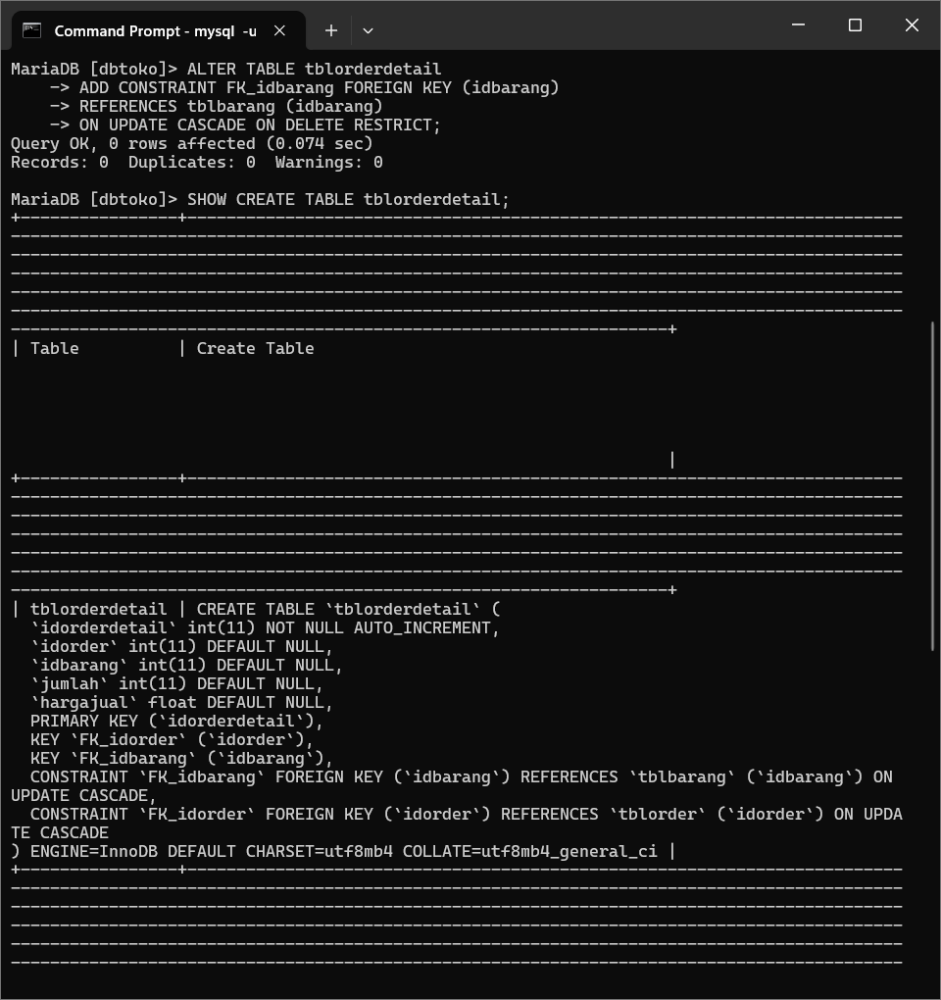 Command Prompt - mysql  -u
MariaDB [dbtoko]> ALTER TABLE tblorderdetail
    -> ADD CONSTRAINT FK_idbarang FOREIGN KEY (idbarang)
    -> REFERENCES tblbarang (idbarang)
    -> ON UPDATE CASCADE ON DELETE RESTRICT;
Query OK, 0 rows affected (0.074 sec)
Records: 0  Duplicates: 0  Warnings: 0
MariaDB [dbtoko]> SHOW CREATE TABLE tblorderdetail;
| Table          | Create Table
|
| tblorderdetail | CREATE TABLE `tblorderdetail` (
  `idorderdetail` int(11) NOT NULL AUTO_INCREMENT,
  `idorder` int(11) DEFAULT NULL,
  `idbarang` int(11) DEFAULT NULL,
  `jumlah` int(11) DEFAULT NULL,
  `hargajual` float DEFAULT NULL,
  PRIMARY KEY (`idorderdetail`),
  KEY `FK_idorder` (`idorder`),
  KEY `FK_idbarang` (`idbarang`),
  CONSTRAINT `FK_idbarang` FOREIGN KEY (`idbarang`) REFERENCES `tblbarang` (`idbarang`) ON
UPDATE CASCADE,
  CONSTRAINT `FK_idorder` FOREIGN KEY (`idorder`) REFERENCES `tblorder` (`idorder`) ON UPDA
TE CASCADE
) ENGINE=InnoDB DEFAULT CHARSET=utf8mb4 COLLATE=utf8mb4_general_ci |